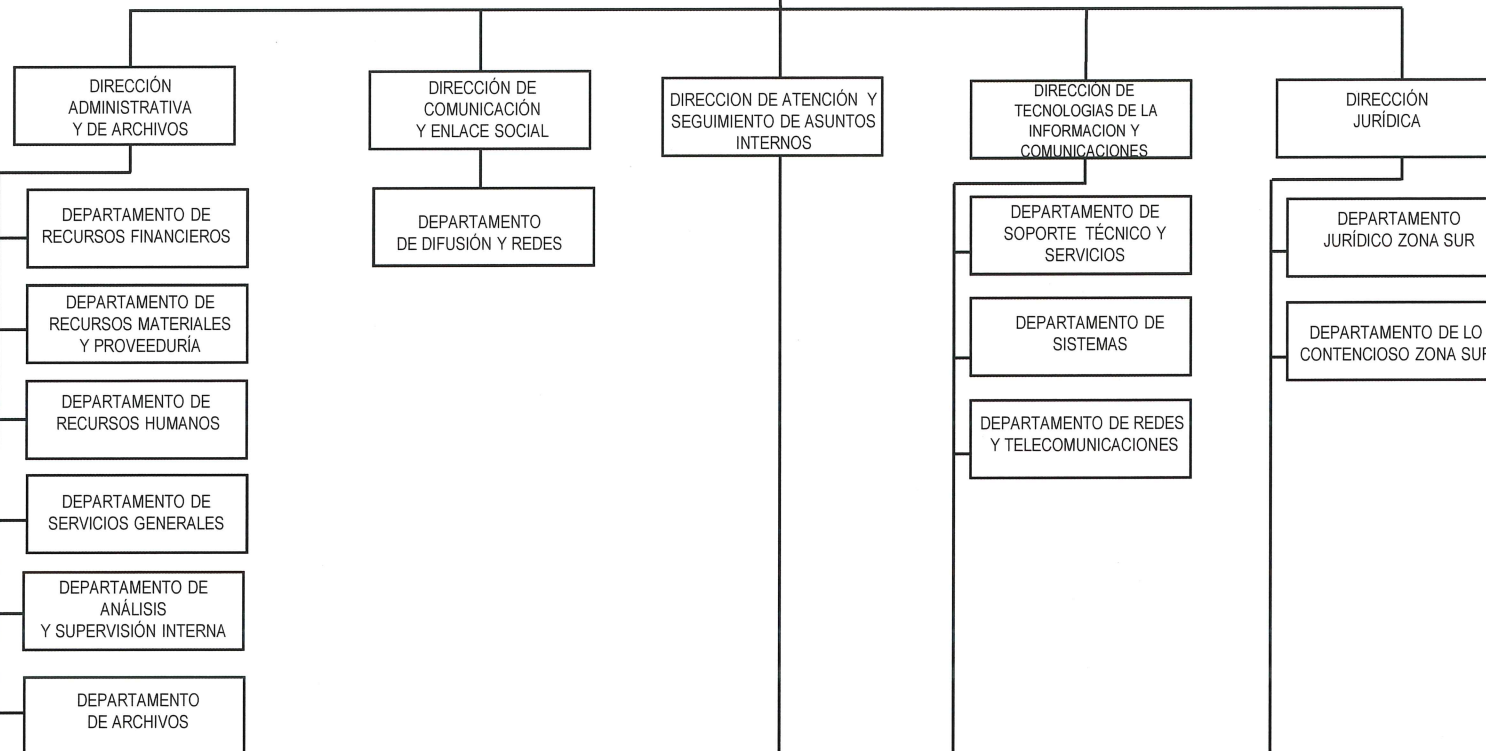 DIRECCIÓN
ADMINISTRATIVA
Y DE ARCHIVOS
DEPARTAMENTO DE
RECURSOS FINANCIEROS
DEPARTAMENTO DE
RECURSOS MATERIALES
Y PROVEEDURÍA
DEPARTAMENTO DE
RECURSOS HUMANOS
DEPARTAMENTO DE
SERVICIOS GENERALES
DEPARTAMENTO DE
ANÁLISIS
Y SUPERVISIÓN INTERNA
DEPARTAMENTO
DE ARCHIVOS
DIRECCIÓN DE
COMUNICACIÓN
Y ENLACE SOCIAL
DEPARTAMENTO
DE DIFUSIÓN Y REDES
DIRECCION DE ATENCIÓN Y
SEGUIMIENTO DE ASUNTOS
INTERNOS
DIRECCIÓN DE
TECNOLOGIAS DE LA
INFORMACION Y
COMUNICACIONES
DEPARTAMENTO DE
SOPORTE TÉCNICO Y
SERVICIOS
DEPARTAMENTO DE
SISTEMAS
DEPARTAMENTO DE REDES
Y TELECOMUNICACIONES
DIRECCIÓN
JURÍDICA
DEPARTAMENTO
JURÍDICO ZONA SUR
DEPARTAMENTO DE LO
CONTENCIOSO ZONA SUR